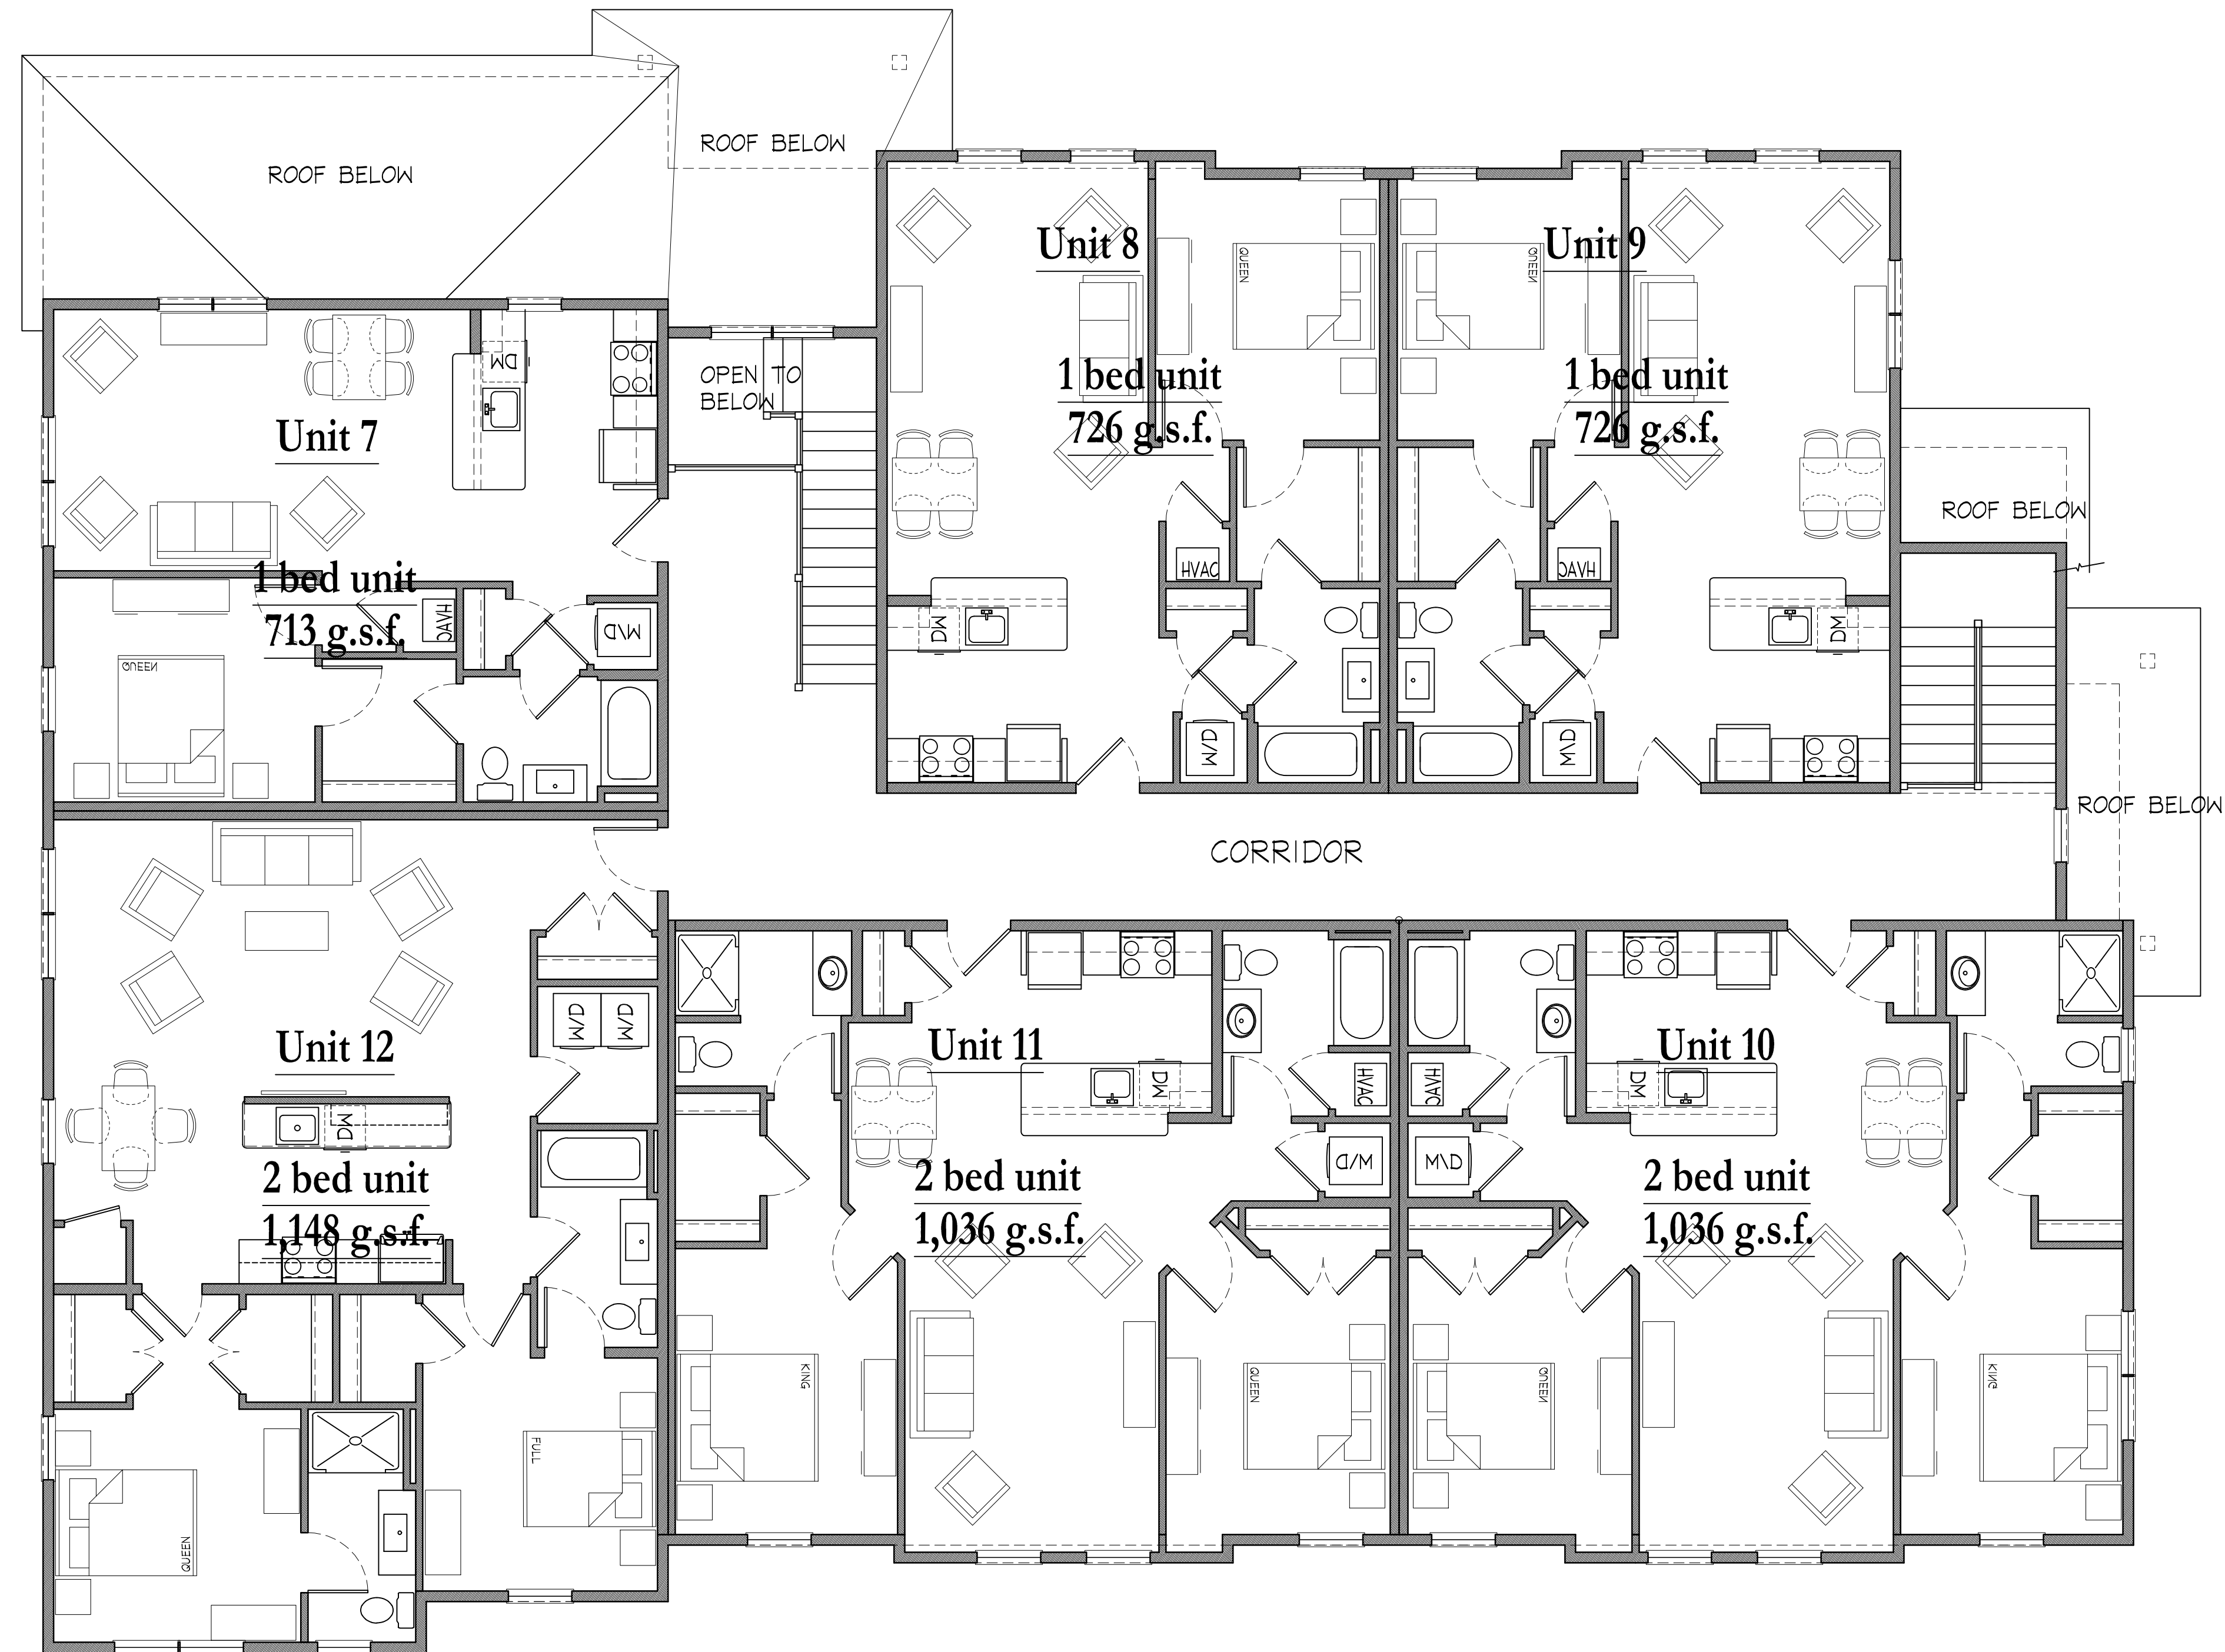 ROOF BELOW
ROOF BELOW
Unit 8
Unit 9
QUEEN
QUEEN
OPEN TO
BELOW
DW
1 bed unit
726 g.s.f.
1 bed unit
726 g.s.f.
Unit 7
ROOF BELOW
1 bed unit
713 g.s.f.
HVAC
W/D
QUEEN
HVAC
HVAC
DW
DW
W/D
W/D
ROOF BELOW
CORRIDOR
W/D
W/D
Unit 12
Unit 11
Unit 10
DW
DW
HVAC
HVAC
DW
W/D
W/D
2 bed unit
1,148 g.s.f.
2 bed unit
1,036 g.s.f.
2 bed unit
1,036 g.s.f.
KING
QUEEN
QUEEN
KING
FULL
QUEEN